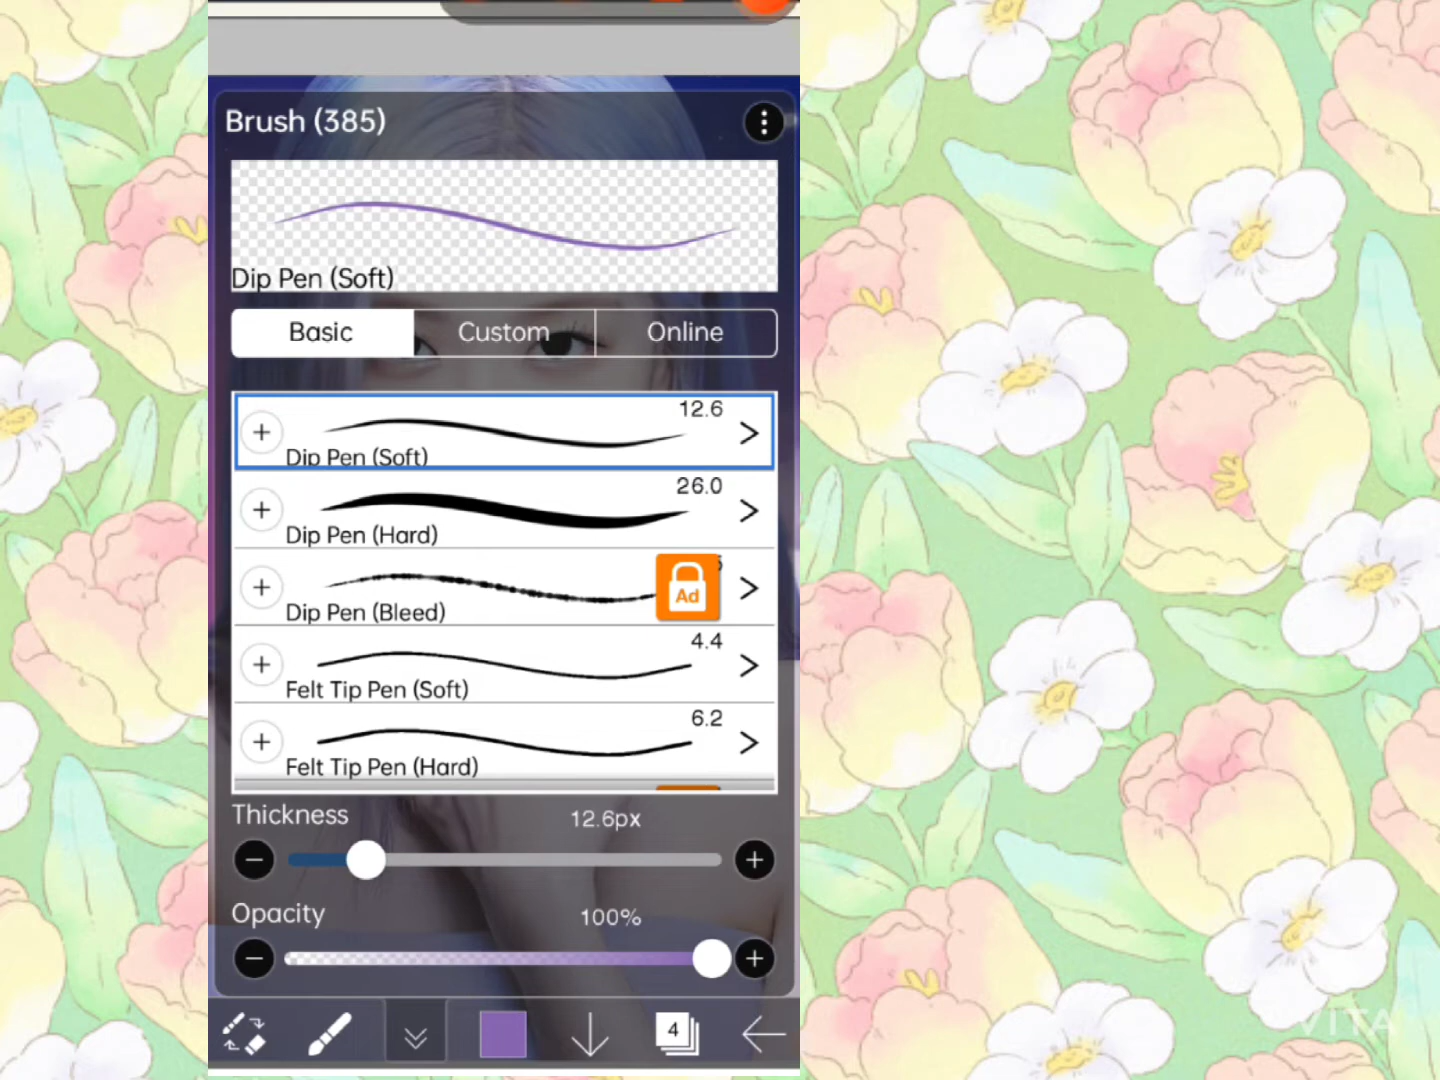 Brush (385)
Dip Pen (Soft)
Basic Custom Online
12.6
Dip Pen (Soft)
26.0
Dip Pen (Hard)
Ad
Dip Pen (Bleed)
4.4
Felt Tip Pen (Soft)
6.2
Felt Tip Pen (Hard)
Thickness 12.6px
Opacity 100%
4
VITA